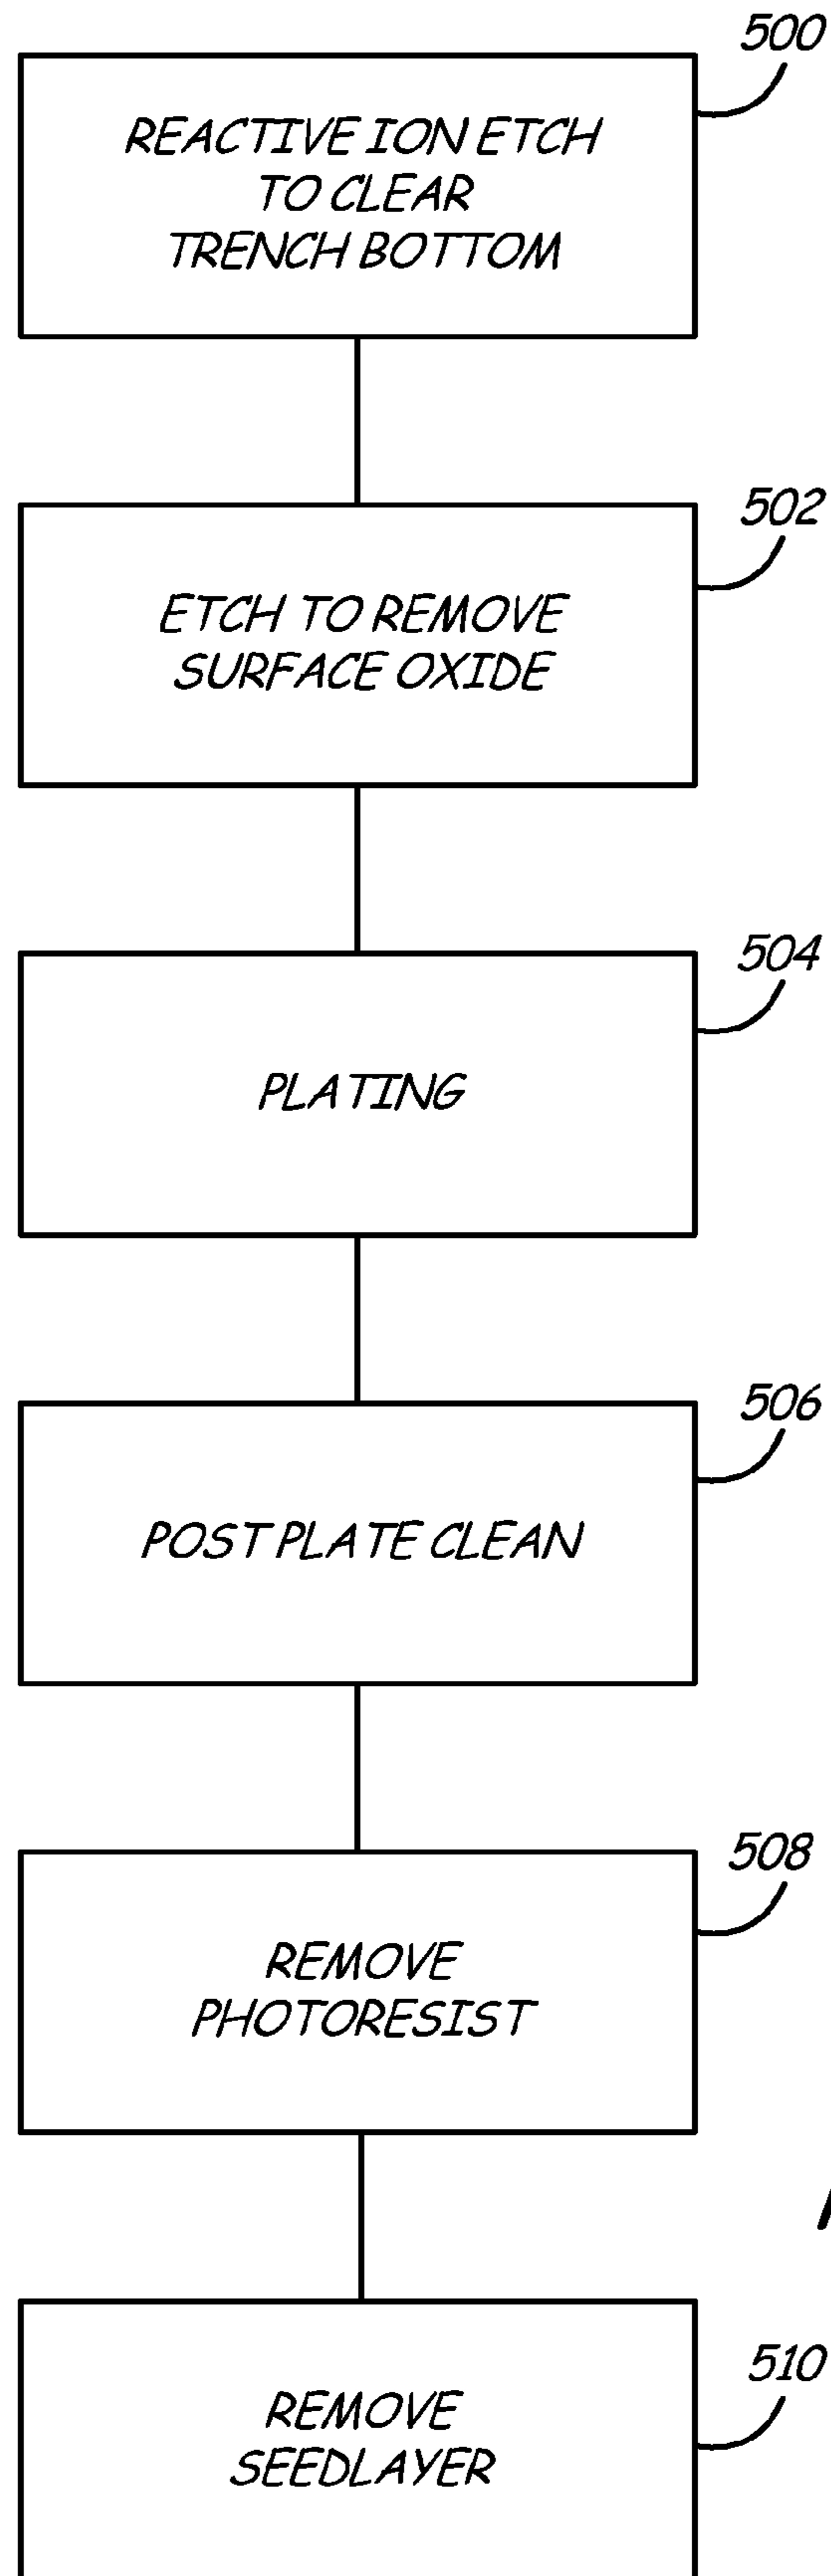 500
REACTIVE ION ETCH
TO CLEAR
TRENCH BOTTOM
502
ETCH TO REMOVE
SURFACE OXIDE
504
PLATING
506
POST PLATE CLEAN
508
REMOVE
PHOTORESIST
510
REMOVE
SEEDLAYER